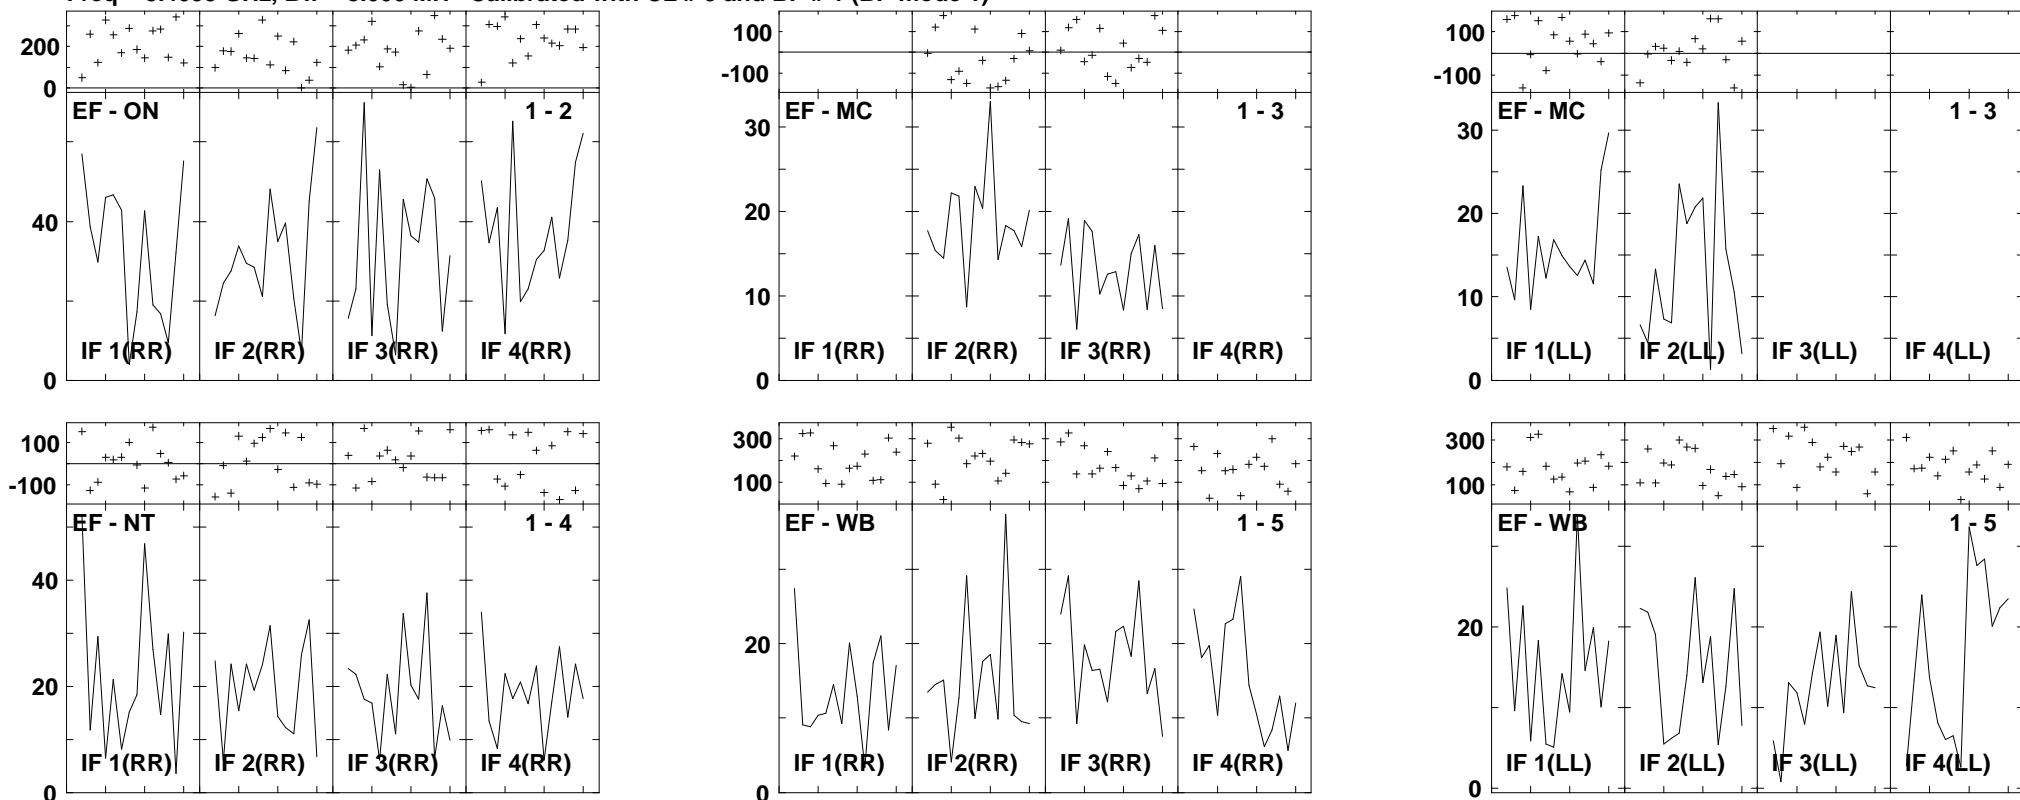 200
0
EF - ON
1 - 2
40
0
IF 1(RR)
IF 2(RR)
IF 3(RR)
IF 4(RR)
100
-100
EF - MC
1 - 3
30
20
10
0
IF 1(RR)
IF 2(RR)
IF 3(RR)
IF 4(RR)
100
-100
EF - MC
1 - 3
30
20
10
0
IF 1(LL)
IF 2(LL)
IF 3(LL)
IF 4(LL)
100
-100
EF - NT
1 - 4
40
20
0
IF 1(RR)
IF 2(RR)
IF 3(RR)
IF 4(RR)
300
100
EF - WB
1 - 5
20
0
IF 1(RR)
IF 2(RR)
IF 3(RR)
IF 4(RR)
300
100
EF - WB
1 - 5
20
0
IF 1(LL)
IF 2(LL)
IF 3(LL)
IF 4(LL)